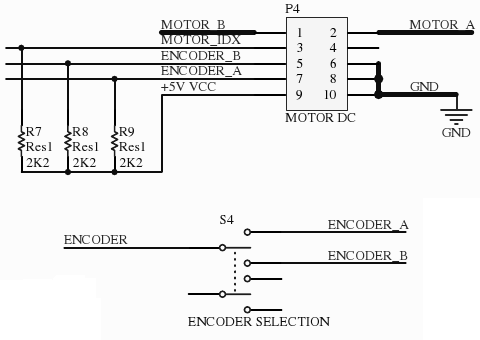 P4
MOTOR_B 1 2 MOTOR_A
MOTOR_IDX 3 4
ENCODER_B 5 6
ENCODER_A 7 8
+5V VCC 9 10 GND
MOTOR DC
GND
R7 R8 R9
Res1 Res1 Res1
2K2 2K2 2K2
S4
ENCODER_A
ENCODER
ENCODER_B
ENCODER SELECTION